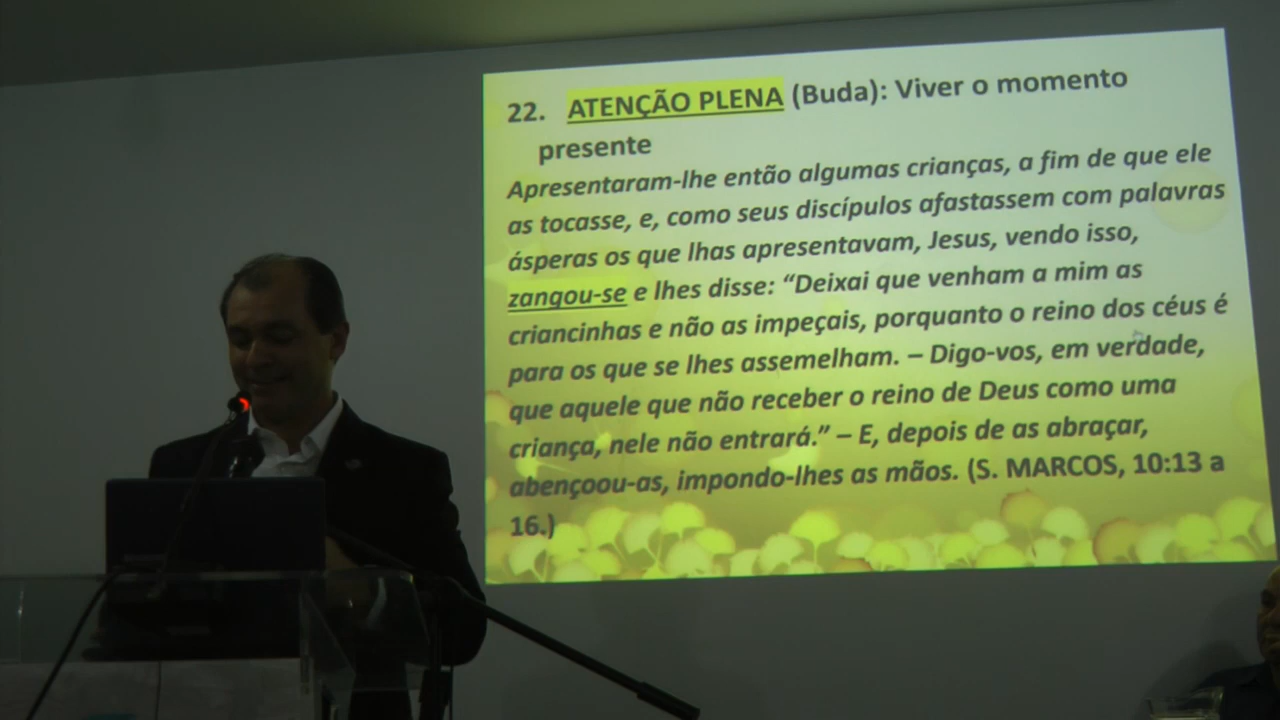 22. ATENÇÃO PLENA (Buda): Viver o momento
presente
Apresentaram-lhe então algumas crianças, a fim de que ele
as tocasse, e, como seus discípulos afastassem com palavras
ásperas os que lhas apresentavam, Jesus, vendo isso,
zangou-se e lhes disse: “Deixai que venham a mim as
criancinhas e não as impeçais, porquanto o reino dos céus é
para os que se lhes assemelham. – Digo-vos, em verdade,
que aquele que não receber o reino de Deus como uma
criança, nele não entrará.” – E, depois de as abraçar,
abençoou-as, impondo-lhes as mãos. (S. MARCOS, 10:13 a
16.)